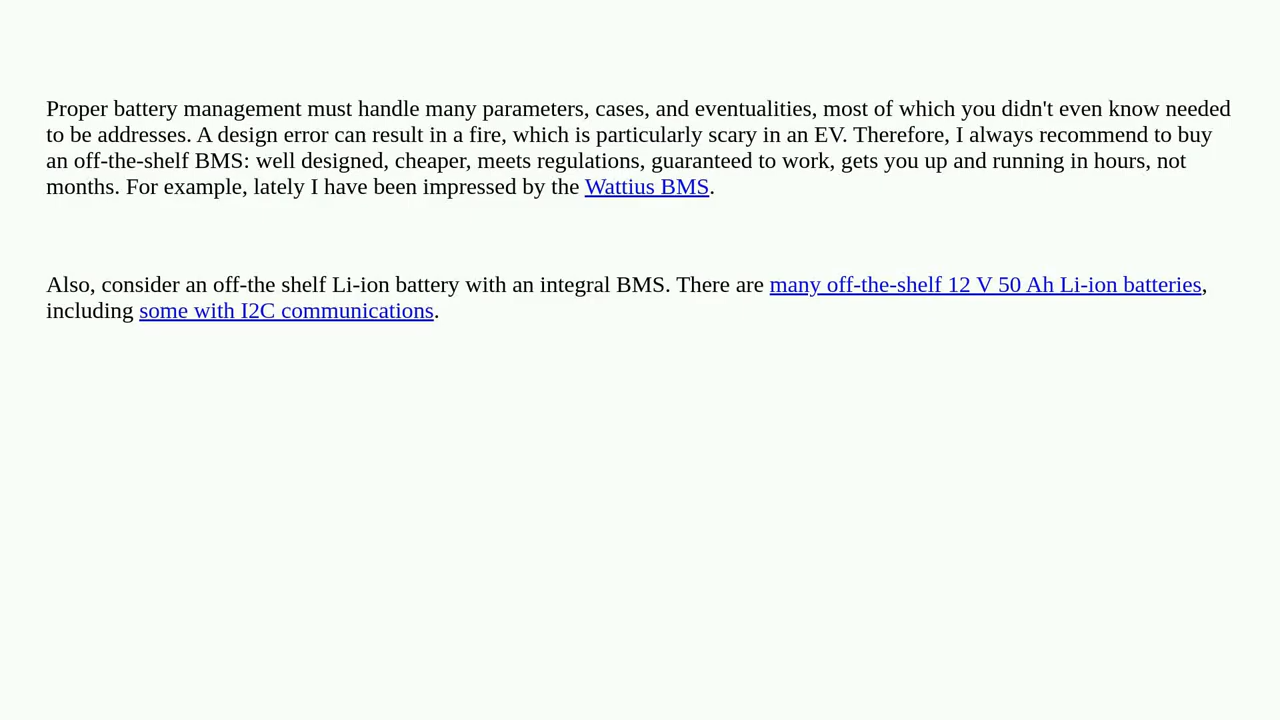 Proper battery management must handle many parameters, cases, and eventualities, most of which you didn't even know needed
to be addresses. A design error can result in a fire, which is particularly scary in an EV. Therefore, I always recommend to buy
an off-the-shelf BMS: well designed, cheaper, meets regulations, guaranteed to work, gets you up and running in hours, not
months. For example, lately I have been impressed by the Wattius BMS.
Also, consider an off-the shelf Li-ion battery with an integral BMS. There are many off-the-shelf 12 V 50 Ah Li-ion batteries,
including some with I2C communications.